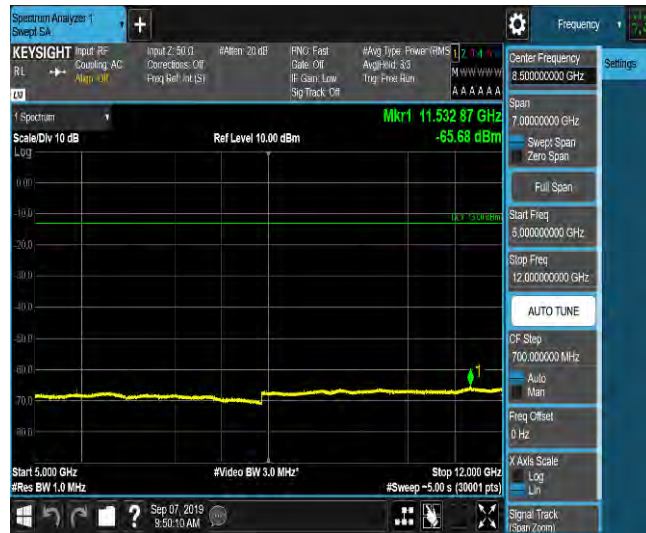 Spectrum Analyzer 1
Swept SA
Frequency
KEYSIGHT
RL
Input: RF
Coupling: AC
Align: Off
Input Z: 50 Ω
Corrections: Off
Freq Ref: Int (S)
#Atten: 20 dB
PNO: Fast
Gate: Off
IF Gain: Low
Sig Track: Off
#Avg Type: Power (RMS
Avg|Hold: 3/3
Trig: Free Run
1 2 3 4 5 6
M W W W W W
A A A A A A
Center Frequency
8.500000000 GHz
Settings
Span
7.00000000 GHz
Swept Span
Zero Span
Full Span
Start Freq
5.000000000 GHz
Stop Freq
12.000000000 GHz
AUTO TUNE
CF Step
700.000000 MHz
Auto
Man
Freq Offset
0 Hz
X Axis Scale
Log
Lin
Signal Track
(Span Zoom)
LXI
1 Spectrum
Mkr1 11.532 87 GHz
Scale/Div 10 dB
Ref Level 10.00 dBm
-65.68 dBm
Log
0.00
-10.0
-20.0
-30.0
-40.0
-50.0
-60.0
1
-70.0
-80.0
Start 5.000 GHz
#Video BW 3.0 MHz*
Stop 12.000 GHz
#Res BW 1.0 MHz
#Sweep ~5.00 s (30001 pts)
?
Sep 07, 2019
9:50:10 AM